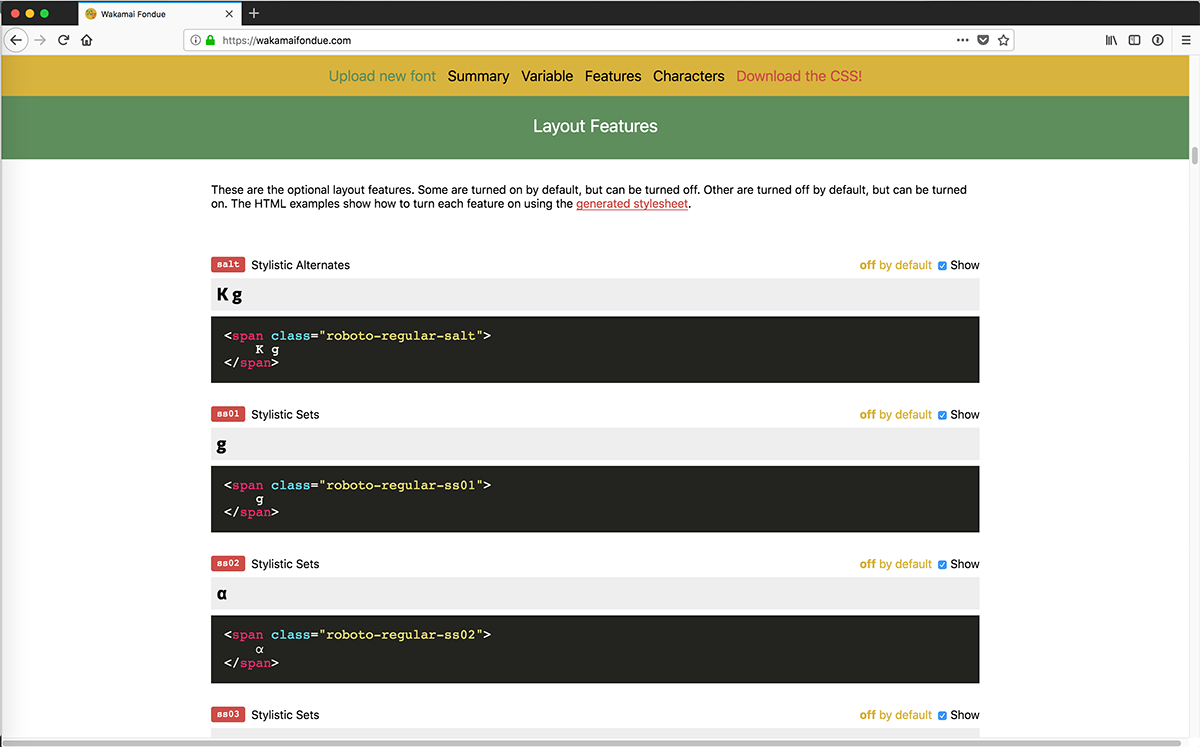 Wakamai Fondue
https://wakamaifondue.com
Upload new font Summary Variable Features Characters Download the CSS!
Layout Features
These are the optional layout features. Some are turned on by default, but can be turned off. Other are turned off by default, but can be turned
on. The HTML examples show how to turn each feature on using the generated stylesheet.
salt Stylistic Alternates off by default Show
K g
<span class="roboto-regular-salt">
K g
</span>
ss01 Stylistic Sets off by default Show
g
<span class="roboto-regular-ss01">
g
</span>
ss02 Stylistic Sets off by default Show
α
<span class="roboto-regular-ss02">
α
</span>
ss03 Stylistic Sets off by default Show